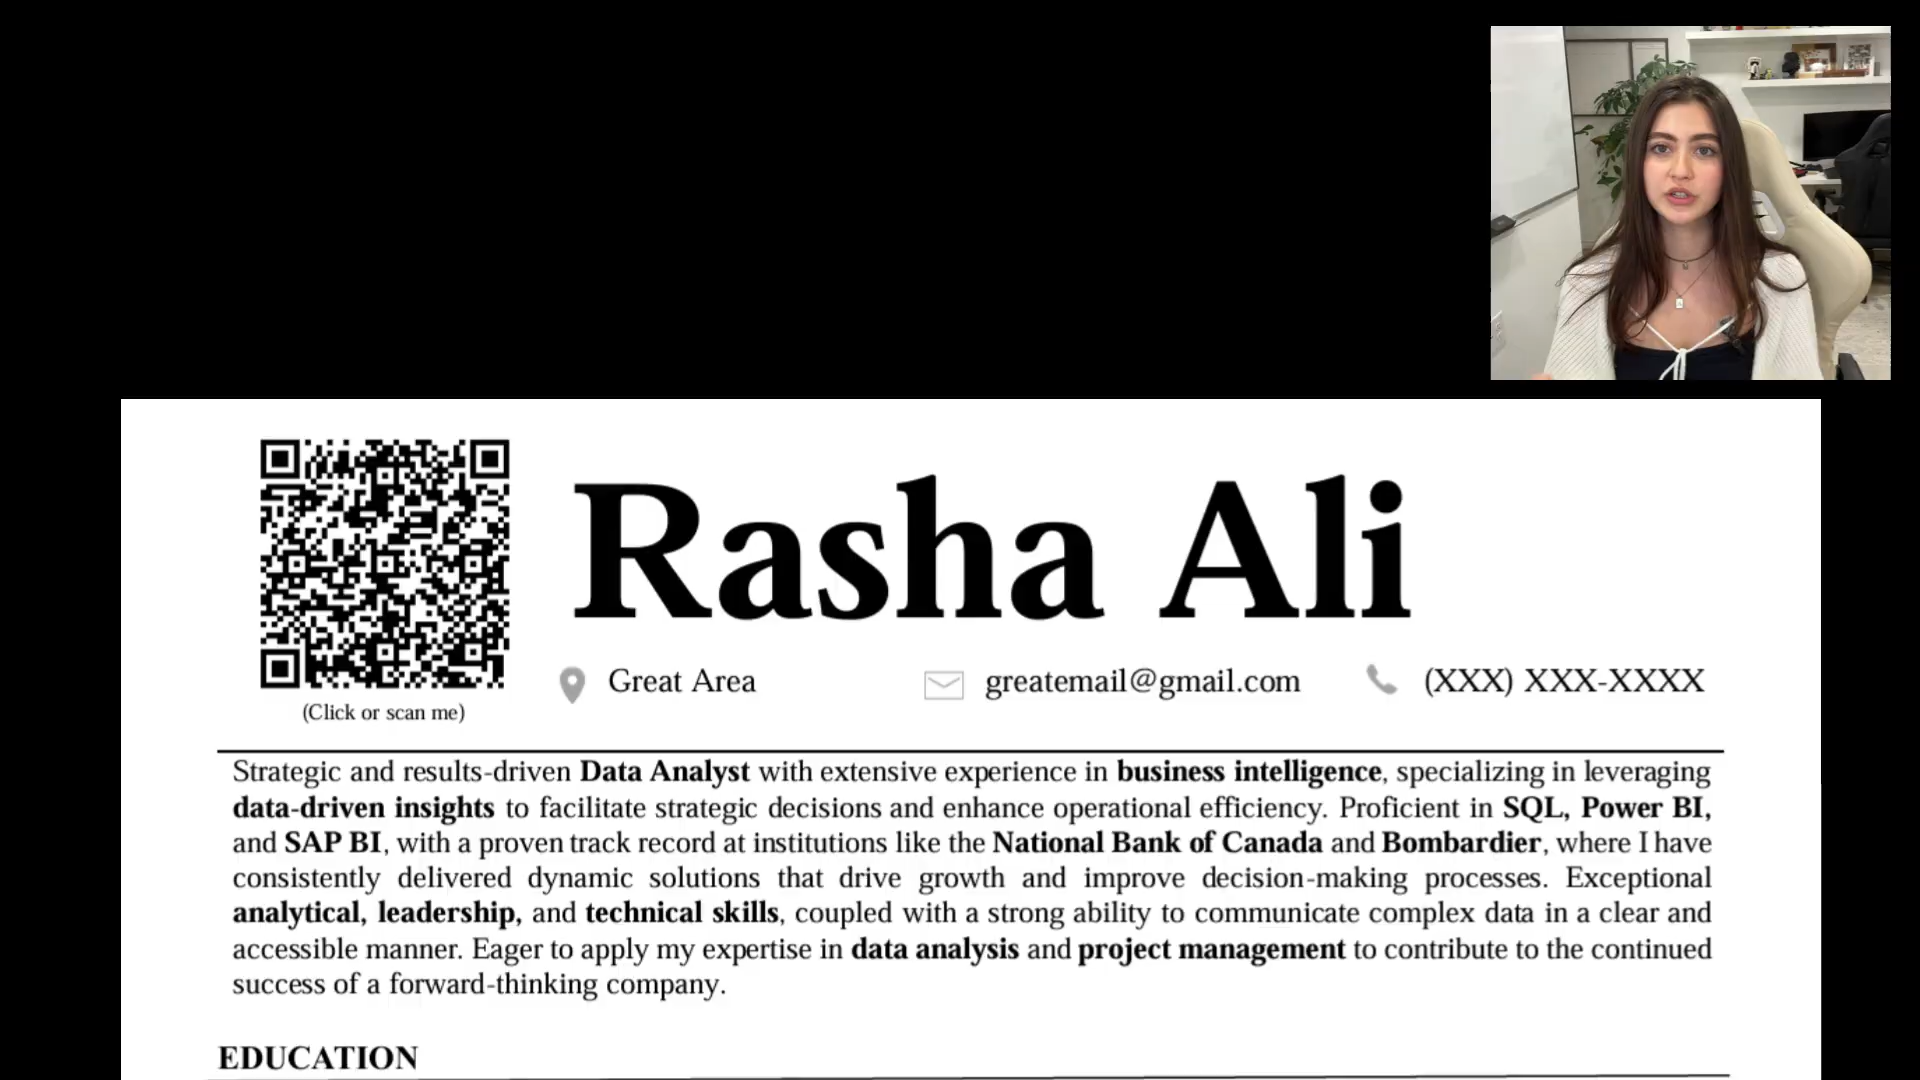 Rasha Ali
Great Area
greatemail@gmail.com
(XXX) XXX-XXXX
(Click or scan me)
Strategic and results-driven Data Analyst with extensive experience in business intelligence, specializing in leveraging
data-driven insights to facilitate strategic decisions and enhance operational efficiency. Proficient in SQL, Power BI,
and SAP BI, with a proven track record at institutions like the National Bank of Canada and Bombardier, where I have
consistently delivered dynamic solutions that drive growth and improve decision-making processes. Exceptional
analytical, leadership, and technical skills, coupled with a strong ability to communicate complex data in a clear and
accessible manner. Eager to apply my expertise in data analysis and project management to contribute to the continued
success of a forward-thinking company.
EDUCATION